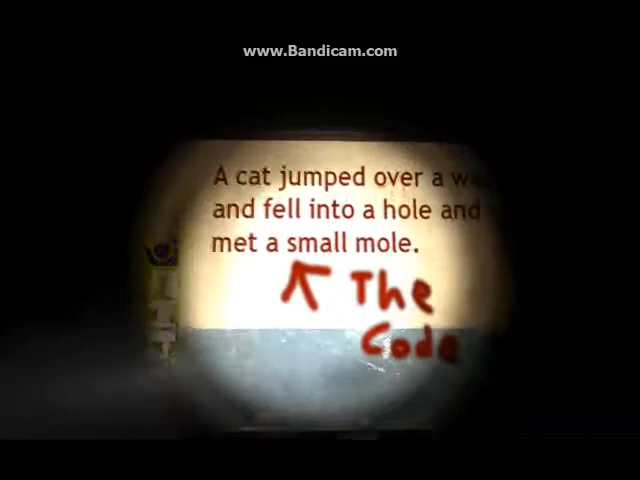 www.Bandicam.com
A cat jumped over a
and fell into a hole and
met a small mole.
The
Code